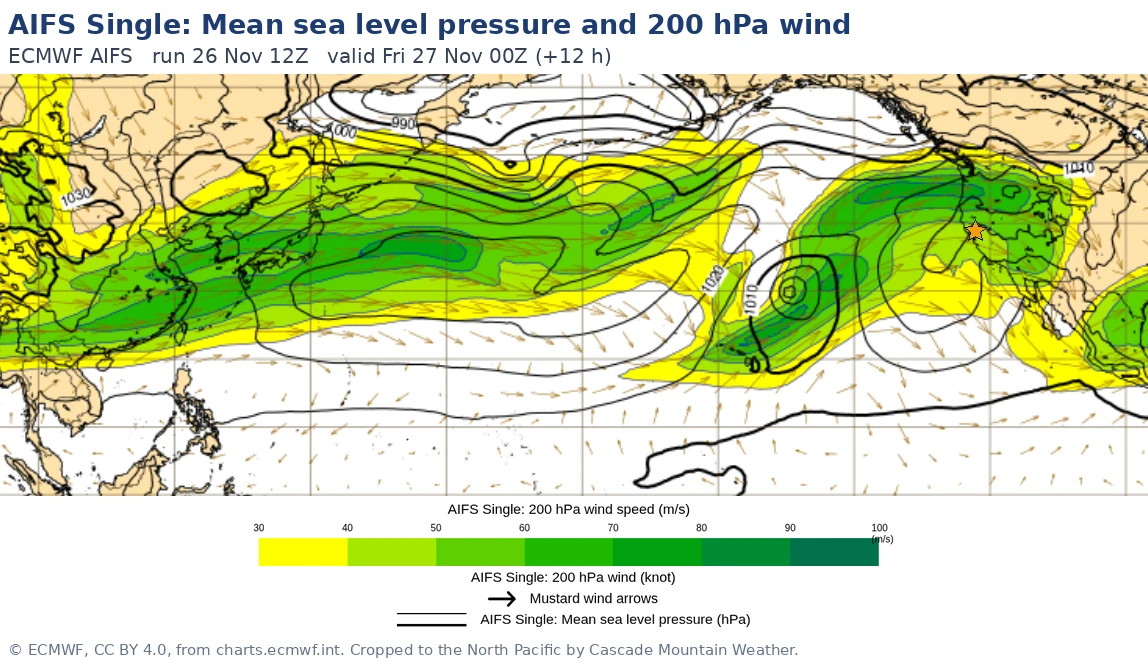 AIFS Single: Mean sea level pressure and 200 hPa wind
ECMWF AIFS run 26 Nov 12Z valid Fri 27 Nov 00Z (+12 h)
990
1000
1010
1030
1020
1010
AIFS Single: 200 hPa wind speed (m/s)
30 40 50 60 70 80 90 100
(m/s)
AIFS Single: 200 hPa wind (knot)
Mustard wind arrows
AIFS Single: Mean sea level pressure (hPa)
© ECMWF, CC BY 4.0, from charts.ecmwf.int. Cropped to the North Pacific by Cascade Mountain Weather.